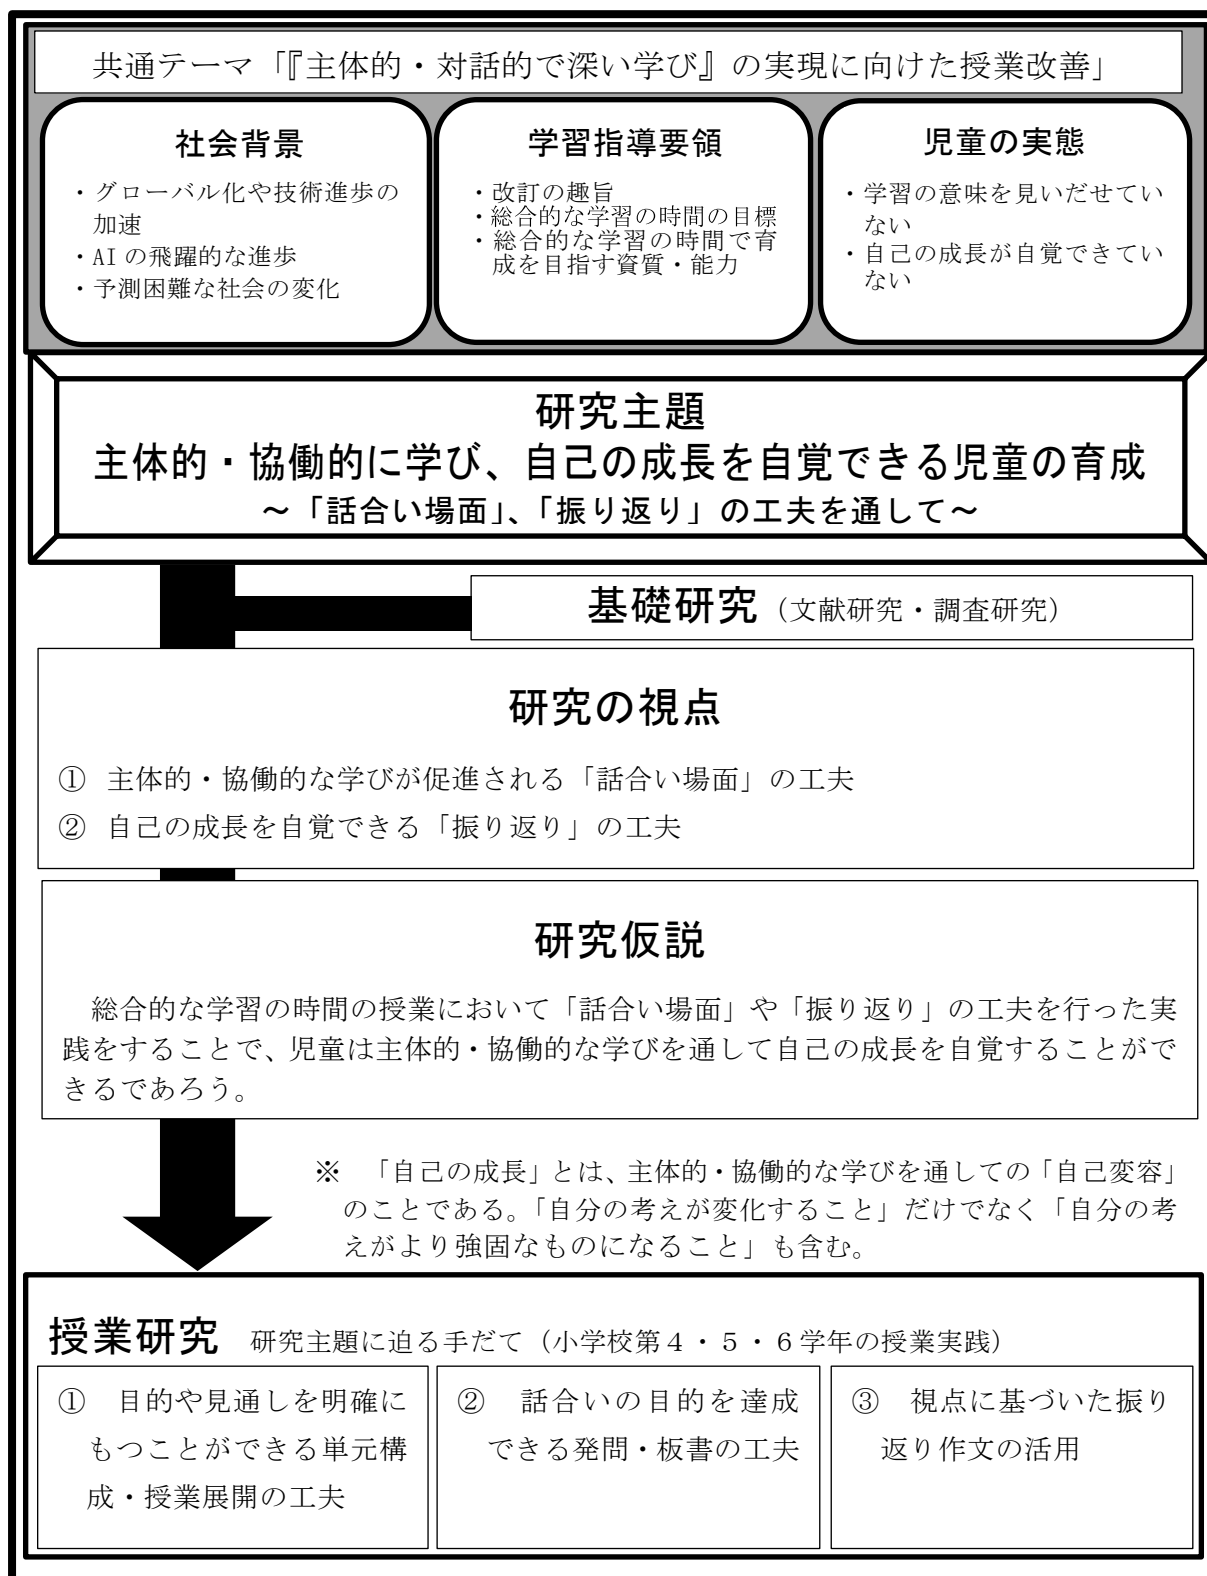 共通テーマ「『主体的・対話的で深い学び』の実現に向けた授業改善」
社会背景
・グローバル化や技術進歩の
加速
・AIの飛躍的な進歩
・予測困難な社会の変化
学習指導要領
・改訂の趣旨
・総合的な学習の時間の目標
・総合的な学習の時間で育
成を目指す資質・能力
児童の実態
・学習の意味を見いだせてい
ない
・自己の成長が自覚できてい
ない
研究主題
主体的・協働的に学び、自己の成長を自覚できる児童の育成
～「話合い場面」、「振り返り」の工夫を通して～
基礎研究（文献研究・調査研究）
研究の視点
① 主体的・協働的な学びが促進される「話合い場面」の工夫
② 自己の成長を自覚できる「振り返り」の工夫
研究仮説
総合的な学習の時間の授業において「話合い場面」や「振り返り」の工夫を行った実
践をすることで、児童は主体的・協働的な学びを通して自己の成長を自覚することがで
きるであろう。
※ 「自己の成長」とは、主体的・協働的な学びを通しての「自己変容」
のことである。「自分の考えが変化すること」だけでなく「自分の考
えがより強固なものになること」も含む。
授業研究 研究主題に迫る手だて（小学校第４・５・６学年の授業実践）
① 目的や見通しを明確に
もつことができる単元構
成・授業展開の工夫
② 話合いの目的を達成
できる発問・板書の工夫
③ 視点に基づいた振り
返り作文の活用